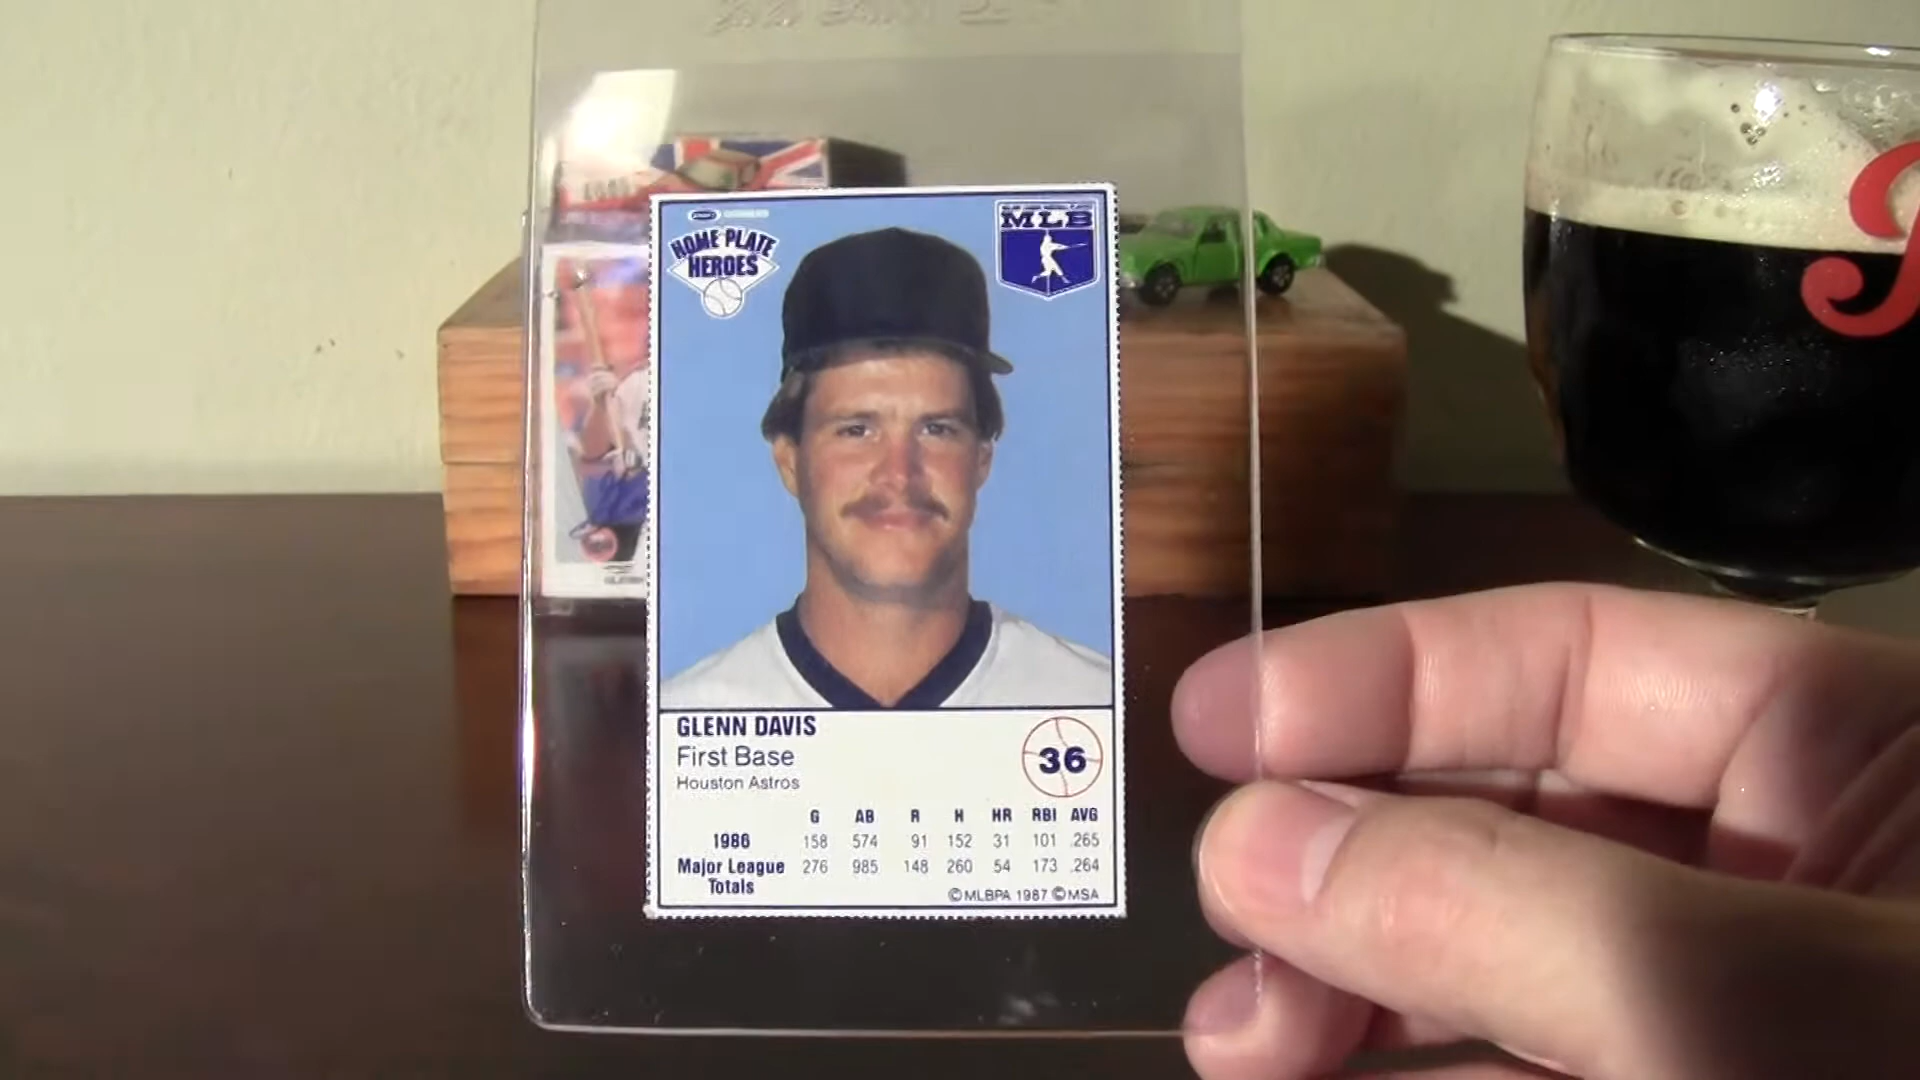 HOME PLATE
HEROES
MLB
GLENN DAVIS
First Base
Houston Astros
36
G AB R H HR RBI AVG
1986 158 574 91 152 31 101 .265
Major League 276 985 148 260 54 173 .264
Totals
©MLBPA 1987 ©MSA